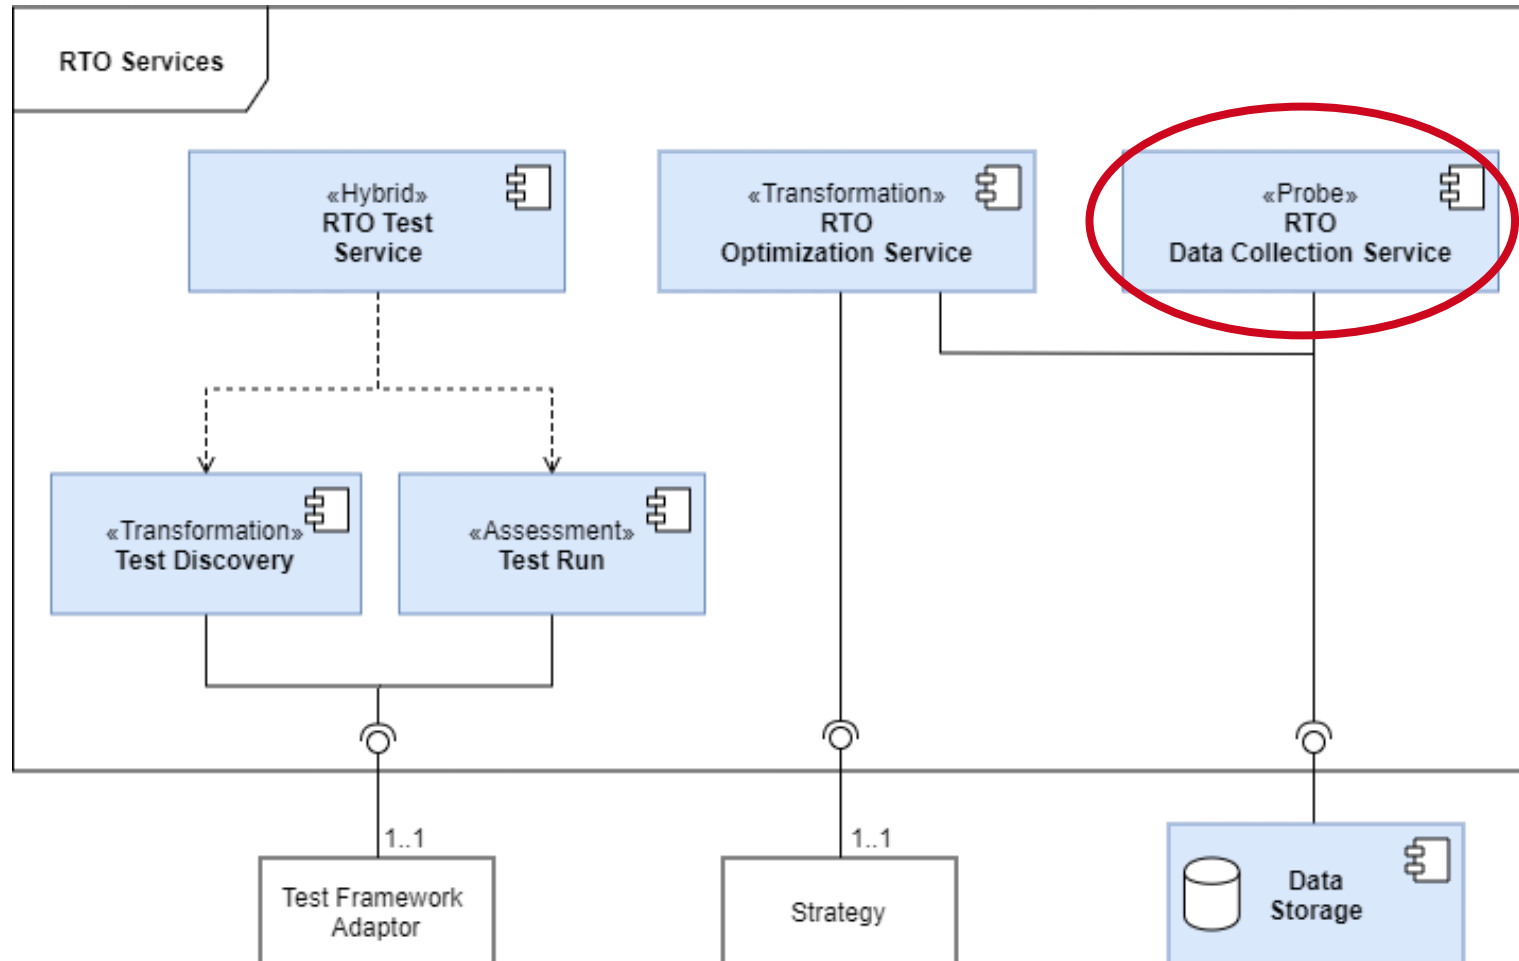 RTO Services
«Hybrid»
RTO Test
Service
«Transformation»
RTO
Optimization Service
«Probe»
RTO
Data Collection Service
«Transformation»
Test Discovery
«Assessment»
Test Run
1..1
1..1
Test Framework
Adaptor
Strategy
Data
Storage